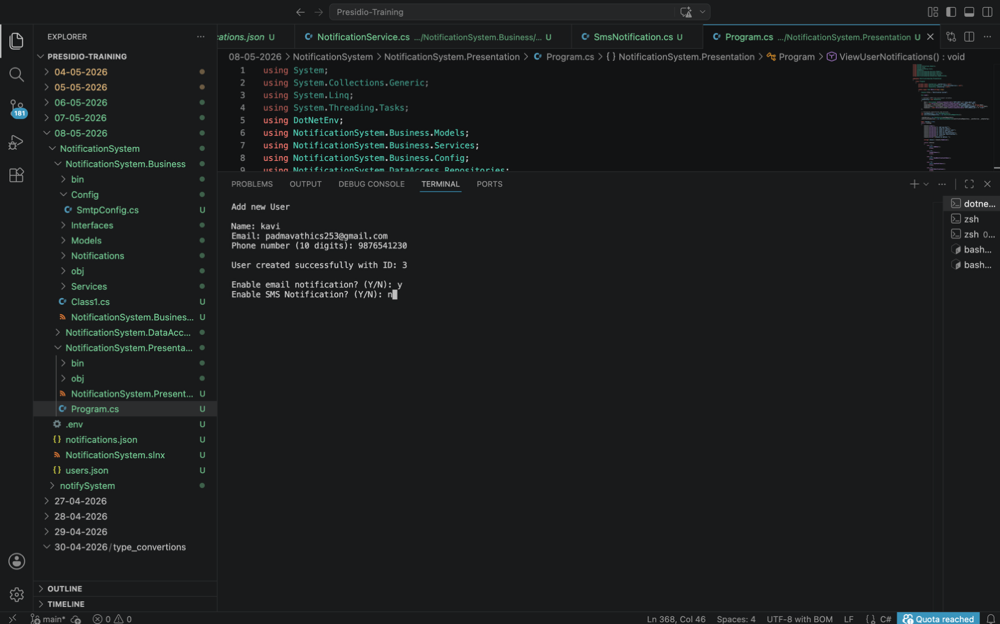 Presidio-Training
EXPLORER
PRESIDIO-TRAINING
04-05-2026
05-05-2026
06-05-2026
07-05-2026
08-05-2026
NotificationSystem
NotificationSystem.Business
bin
Config
SmtpConfig.cs U
Interfaces
Models
Notifications
obj
Services
Class1.cs U
NotificationSystem.Busines... U
NotificationSystem.DataAcc...
NotificationSystem.Presenta...
bin
obj
NotificationSystem.Present... U
Program.cs U
.env U
notifications.json U
NotificationSystem.slnx U
users.json U
notifySystem
27-04-2026
28-04-2026
29-04-2026
30-04-2026/type_convertions
OUTLINE
TIMELINE
181
ations.json U
NotificationService.cs .../NotificationSystem.Business/... U
SmsNotification.cs U
Program.cs .../NotificationSystem.Presentation U
08-05-2026 > NotificationSystem > NotificationSystem.Presentation > Program.cs > {} NotificationSystem.Presentation > Program > ViewUserNotifications() : void
1 using System;
2 using System.Collections.Generic;
3 using System.Linq;
4 using System.Threading.Tasks;
5 using DotNetEnv;
6 using NotificationSystem.Business.Models;
7 using NotificationSystem.Business.Services;
8 using NotificationSystem.Business.Config;
9 using NotificationSystem.DataAccess.Repositories;
PROBLEMS OUTPUT DEBUG CONSOLE TERMINAL PORTS
Add new User
Name: kavi
Email: padmavathics253@gmail.com
Phone number (10 digits): 9876541230
User created successfully with ID: 3
Enable email notification? (Y/N): y
Enable SMS Notification? (Y/N): n
dotne...
zsh
zsh 0...
bash...
bash...
main* 0 0
Ln 368, Col 46 Spaces: 4 UTF-8 with BOM LF {} C# Quota reached